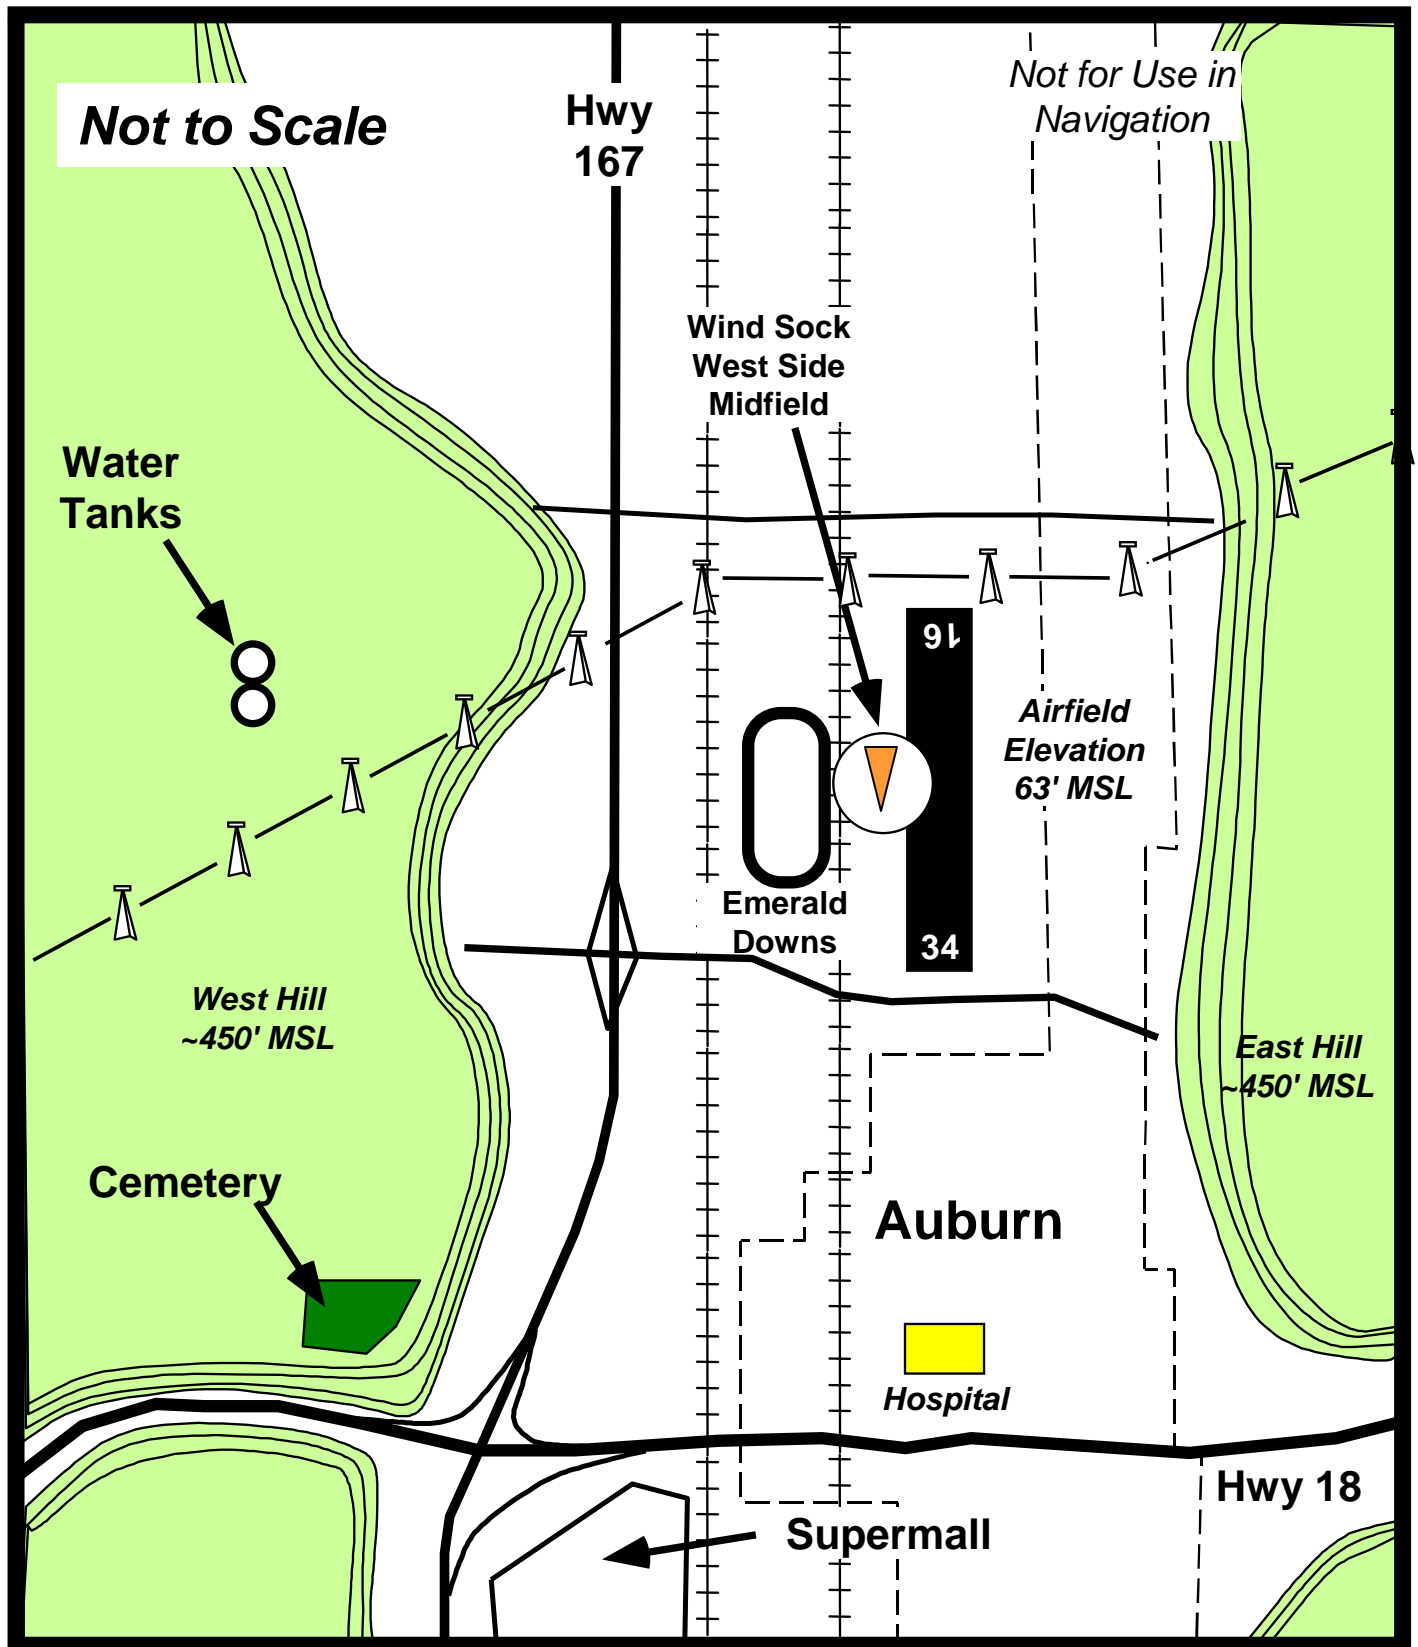 Not to Scale
Hwy
167
Not for Use in
Navigation
Wind Sock
West Side
Midfield
Water
Tanks
16
Airfield
Elevation
63' MSL
Emerald
Downs
34
West Hill
~450' MSL
East Hill
~450' MSL
Cemetery
Auburn
Hospital
Hwy 18
Supermall